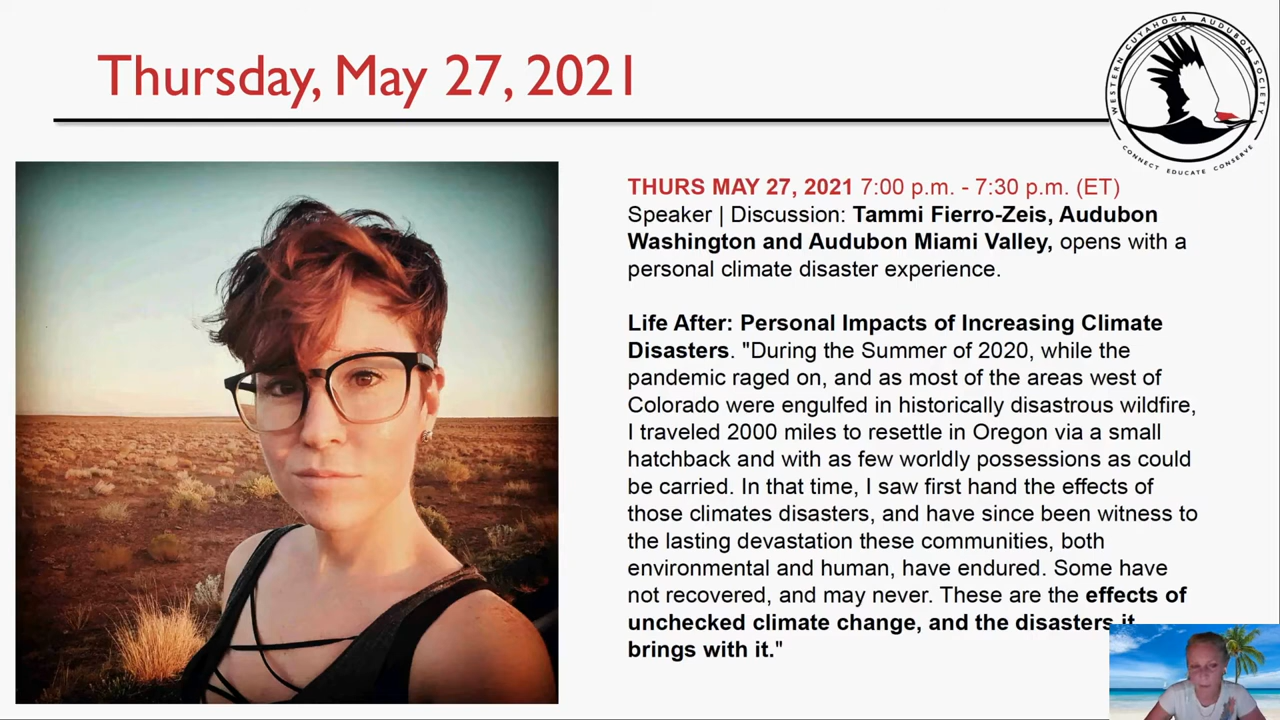 Thursday, May 27, 2021
WESTERN CUYAHOGA AUDUBON SOCIETY
CONNECT EDUCATE CONSERVE
THURS MAY 27, 2021 7:00 p.m. - 7:30 p.m. (ET)
Speaker | Discussion: Tammi Fierro-Zeis, Audubon
Washington and Audubon Miami Valley, opens with a
personal climate disaster experience.
Life After: Personal Impacts of Increasing Climate
Disasters. "During the Summer of 2020, while the
pandemic raged on, and as most of the areas west of
Colorado were engulfed in historically disastrous wildfire,
I traveled 2000 miles to resettle in Oregon via a small
hatchback and with as few worldly possessions as could
be carried. In that time, I saw first hand the effects of
those climates disasters, and have since been witness to
the lasting devastation these communities, both
environmental and human, have endured. Some have
not recovered, and may never. These are the effects of
unchecked climate change, and the disasters it
brings with it."